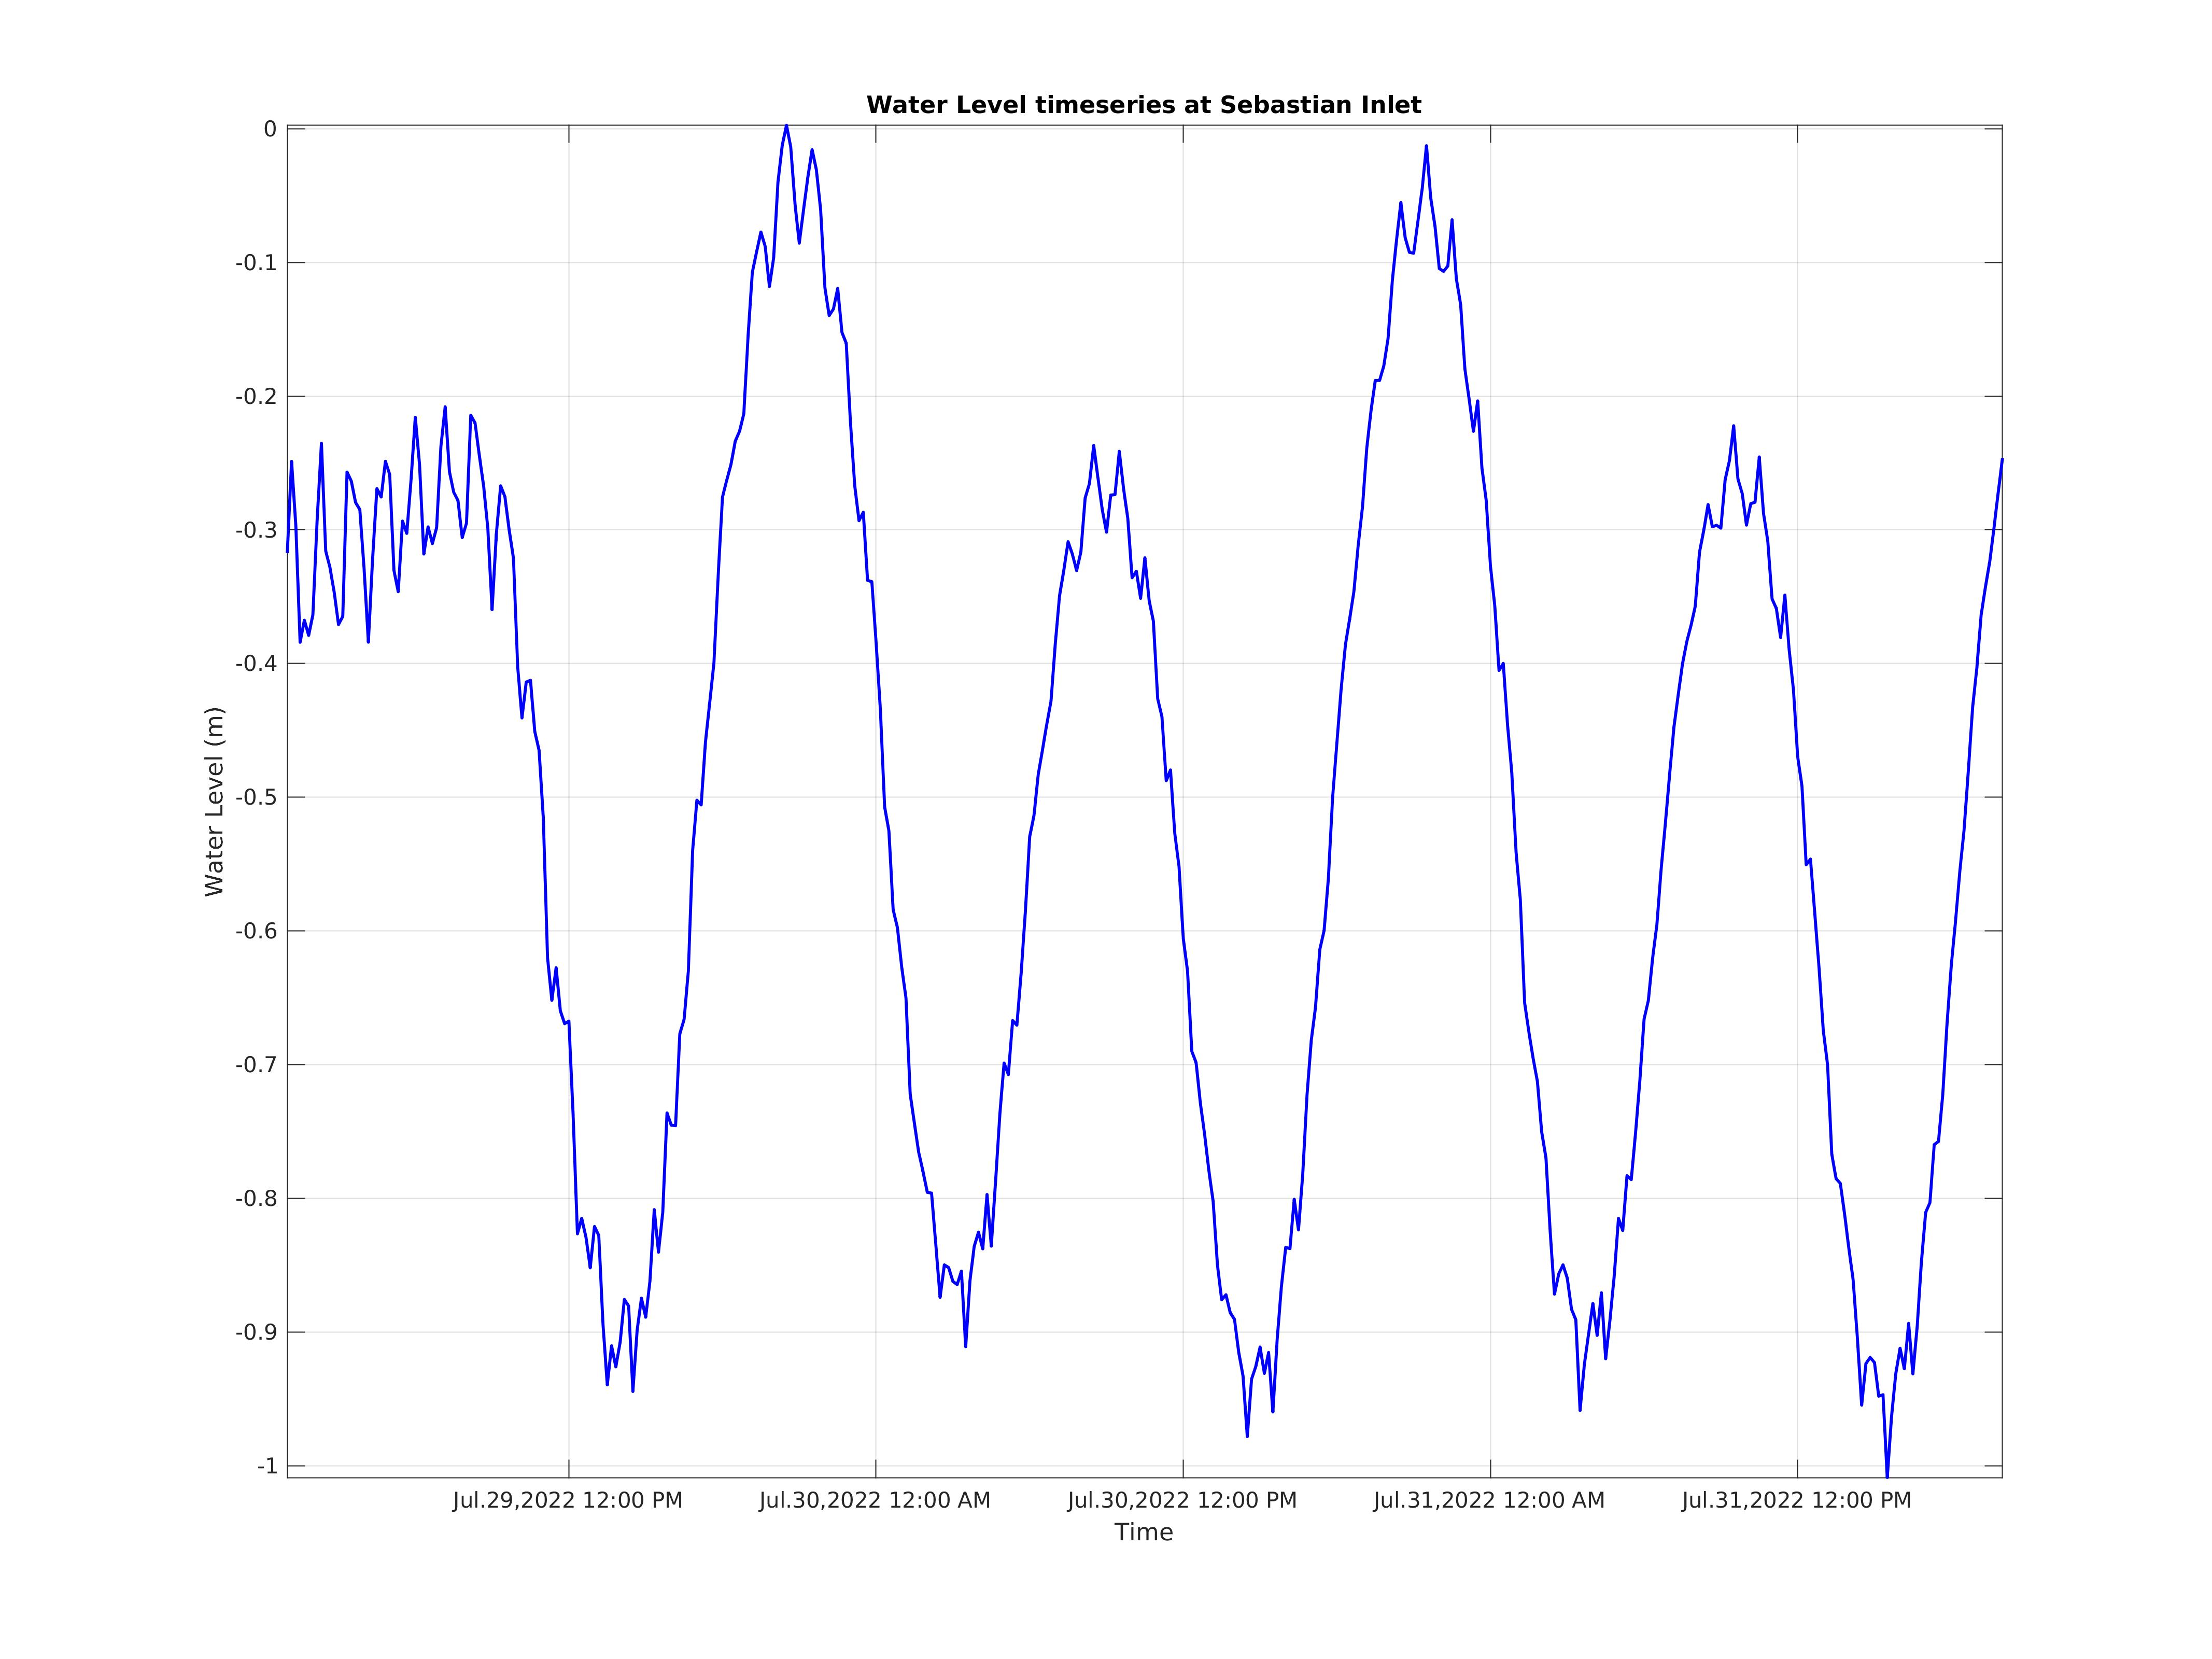 Water Level timeseries at Sebastian Inlet
0
-0.1
-0.2
-0.3
-0.4
-0.5
-0.6
-0.7
-0.8
-0.9
-1
Water Level (m)
Jul.29,2022 12:00 PM Jul.30,2022 12:00 AM Jul.30,2022 12:00 PM Jul.31,2022 12:00 AM Jul.31,2022 12:00 PM
Time